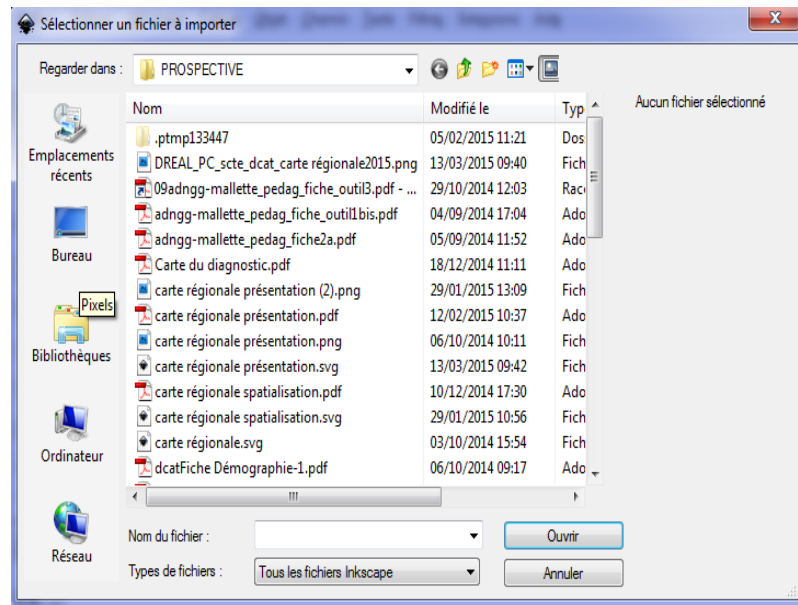 Sélectionner un fichier à importer
X
Regarder dans :
PROSPECTIVE
Nom Modifié le Typ
.ptmp133447 05/02/2015 11:21 Dos
DREAL_PC_scte_dcat_carte régionale2015.png 13/03/2015 09:40 Fich
09adngg-mallette_pedag_fiche_outil3.pdf - ... 29/10/2014 12:03 Rac
adngg-mallette_pedag_fiche_outil1bis.pdf 04/09/2014 17:04 Ado
adngg-mallette_pedag_fiche2a.pdf 05/09/2014 11:52 Ado
Carte du diagnostic.pdf 18/12/2014 11:11 Ado
carte régionale présentation (2).png 29/01/2015 13:09 Fich
carte régionale présentation.pdf 12/02/2015 10:37 Ado
carte régionale présentation.png 06/10/2014 10:11 Fich
carte régionale présentation.svg 13/03/2015 09:42 Fich
carte régionale spatialisation.pdf 10/12/2014 17:30 Ado
carte régionale spatialisation.svg 29/01/2015 10:56 Fich
carte régionale.svg 03/10/2014 15:54 Fich
dcatFiche Démographie-1.pdf 06/10/2014 09:17 Ado
Aucun fichier sélectionné
Emplacements
récents
Bureau
Pixels
Bibliothèques
Ordinateur
Réseau
Nom du fichier :
Ouvrir
Types de fichiers :
Tous les fichiers Inkscape
Annuler